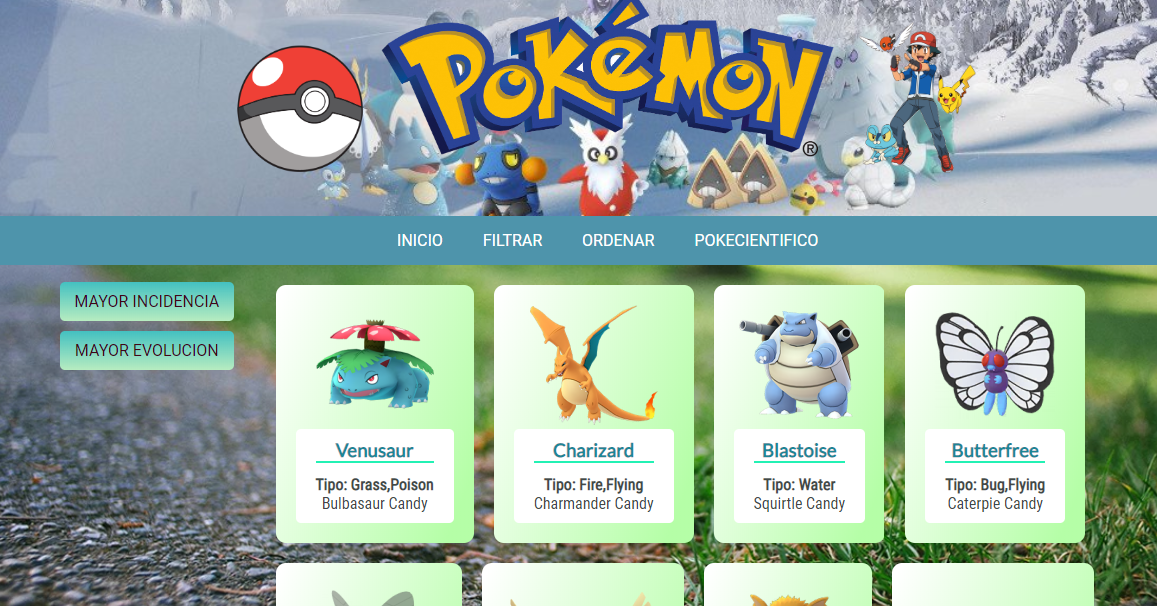 POKéMON
®
INICIO FILTRAR ORDENAR POKECIENTIFICO
MAYOR INCIDENCIA
MAYOR EVOLUCION
Venusaur
Tipo: Grass,Poison
Bulbasaur Candy
Charizard
Tipo: Fire,Flying
Charmander Candy
Blastoise
Tipo: Water
Squirtle Candy
Butterfree
Tipo: Bug,Flying
Caterpie Candy